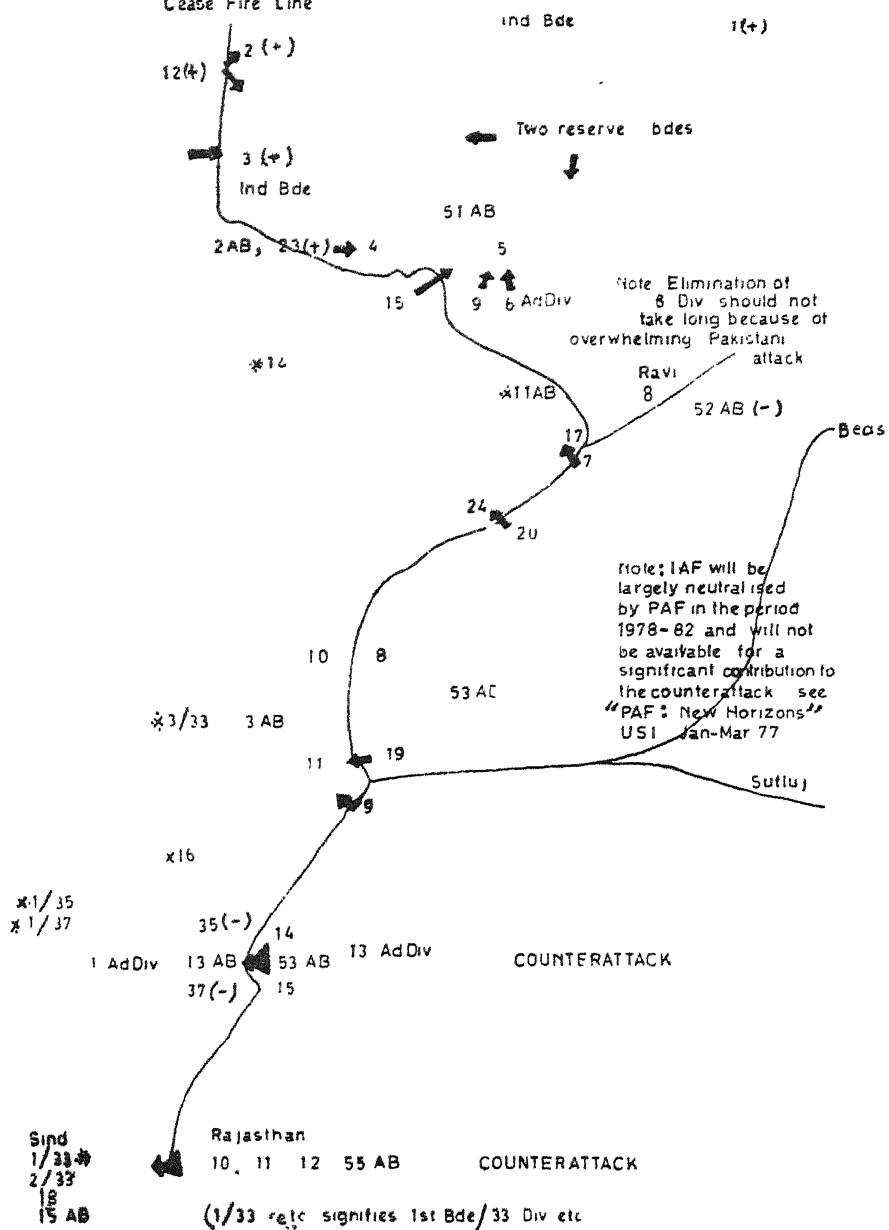 Cease Fire Line
Ind Bde 1(+)
2 (+)
12(+)
Two reserve bdes
3 (+)
Ind Bde
51 AB
2AB, 23(+) 4 5
15 9 6 AdDiv
Note Elimination of
8 Div should not
take long because of
overwhelming Pakistani
attack
*14
Ravi
*11AB 8
52 AB (-)
Beas
17
7
24
20
Note: IAF will be
largely neutralised
by PAF in the period
1978-82 and will not
be available for a
significant contribution to
the counterattack see
"PAF: New Horizons"
USI Jan-Mar 77
10 8
53 AC
*3/33 3 AB
11 19
Sutluj
9
x16
*1/35
*1/37
35(-) 14
1 AdDiv 13 AB 53 AB 13 AdDiv COUNTERATTACK
37(-) 15
Sind Rajasthan
1/33*
10, 11 12 55 AB COUNTERATTACK
2/33
18
15 AB (1/33 etc signifies 1st Bde/33 Div etc